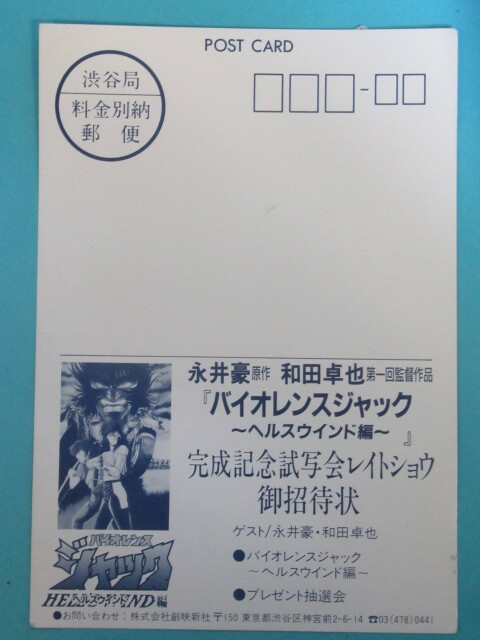 POST CARD
渋谷局
料金別納
郵便
永井豪原作 和田卓也第一回監督作品
『バイオレンスジャック
～ヘルスウインド編～』
完成記念試写会レイトショウ
御招待状
ゲスト/永井豪・和田卓也
●バイオレンスジャック
～ヘルスウインド編～
●プレゼント抽選会
バイオレンス
ジャック
ヘルスウインド編
●お問い合わせ:株式会社創映新社〒150 東京都渋谷区神宮前2-6-14 ☎03(478)0441